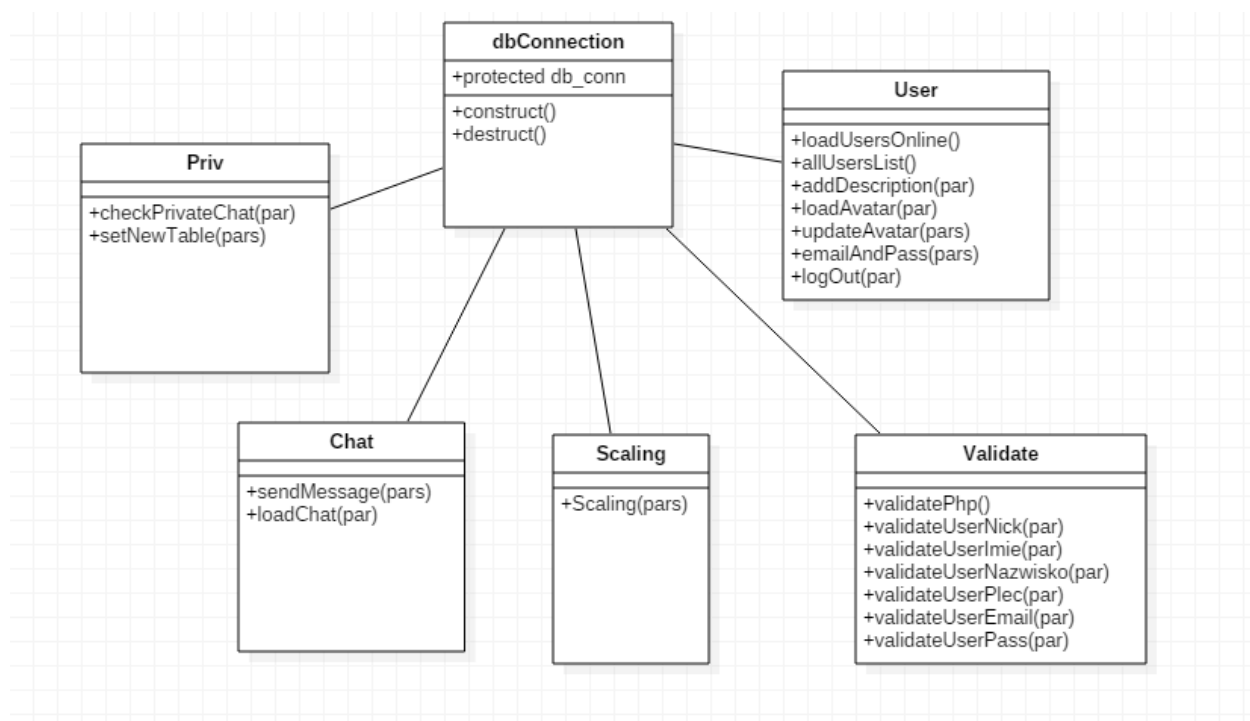 dbConnection
+protected db_conn
+construct()
+destruct()
User
+loadUsersOnline()
+allUsersList()
+addDescription(par)
+loadAvatar(par)
+updateAvatar(pars)
+emailAndPass(pars)
+logOut(par)
Priv
+checkPrivateChat(par)
+setNewTable(pars)
Chat
+sendMessage(pars)
+loadChat(par)
Scaling
+Scaling(pars)
Validate
+validatePhp()
+validateUserNick(par)
+validateUserImie(par)
+validateUserNazwisko(par)
+validateUserPlec(par)
+validateUserEmail(par)
+validateUserPass(par)